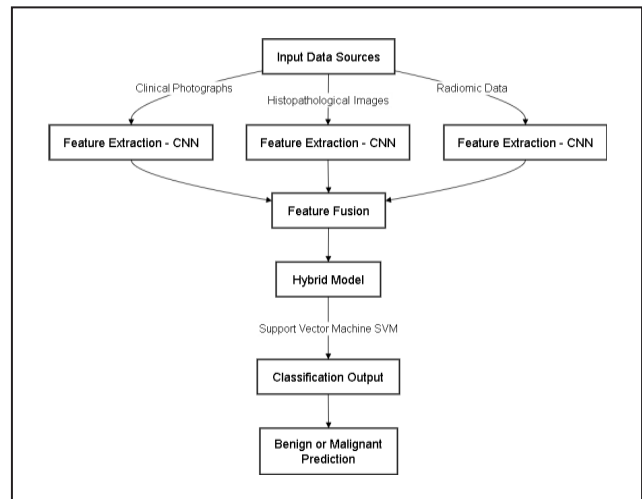 Input Data Sources
Clinical Photographs
Histopathological Images
Radiomic Data
Feature Extraction - CNN
Feature Extraction - CNN
Feature Extraction - CNN
Feature Fusion
Hybrid Model
Support Vector Machine SVM
Classification Output
Benign or Malignant
Prediction